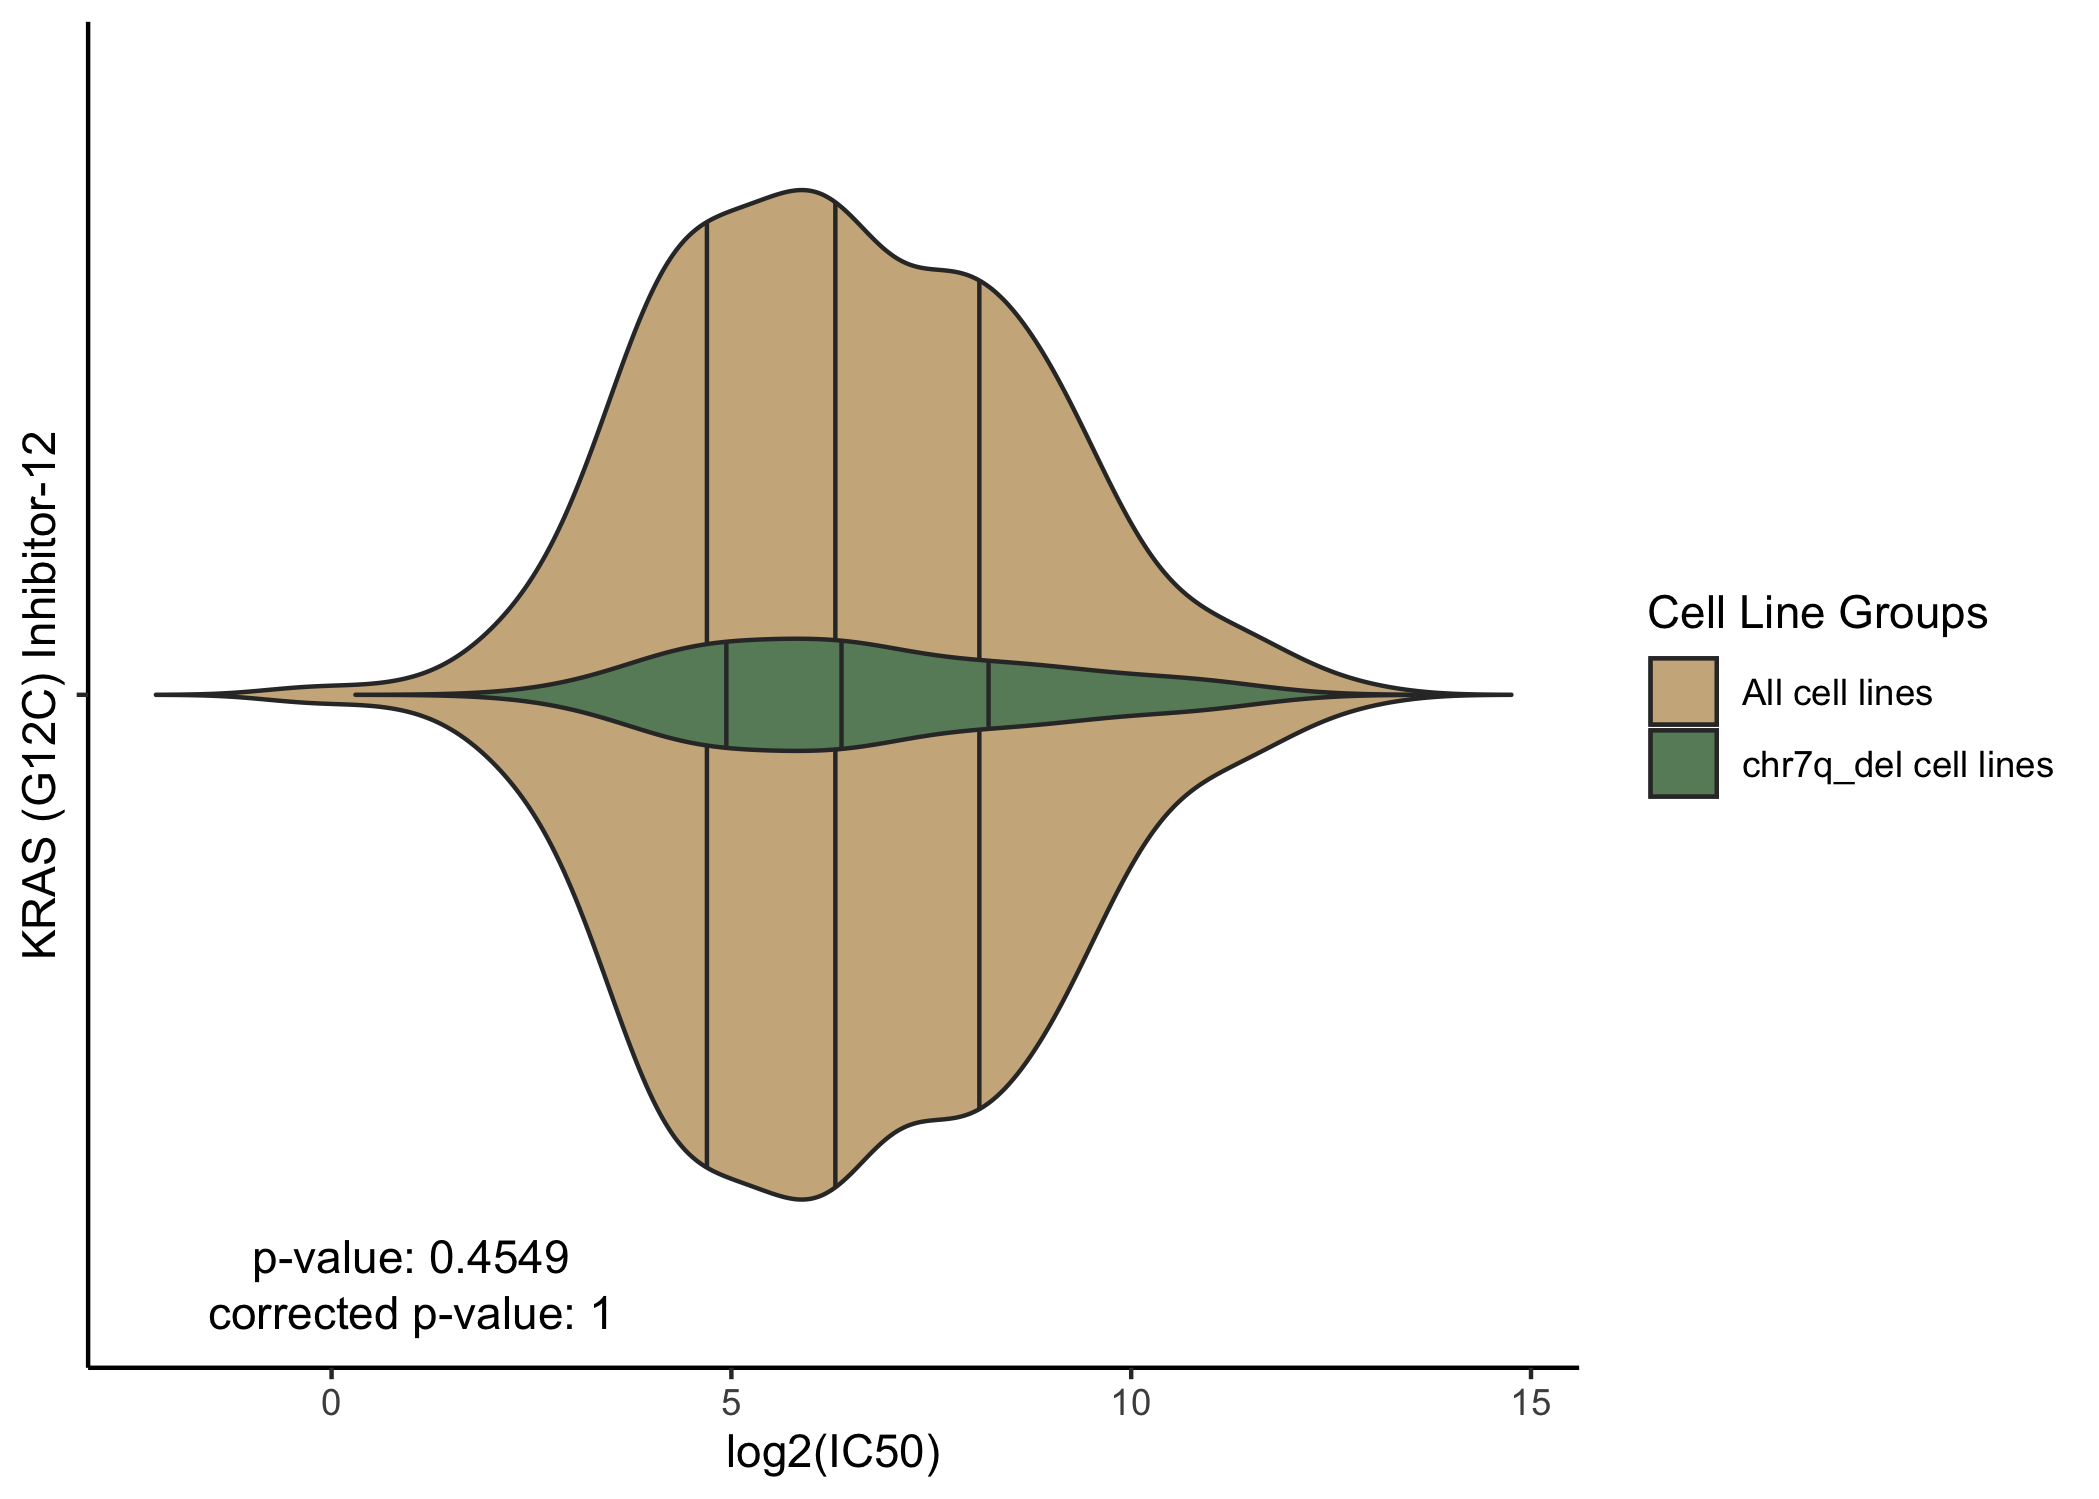 KRAS (G12C) Inhibitor-12
p-value: 0.4549
corrected p-value: 1
0 5 10 15
log2(IC50)
Cell Line Groups
All cell lines
chr7q_del cell lines